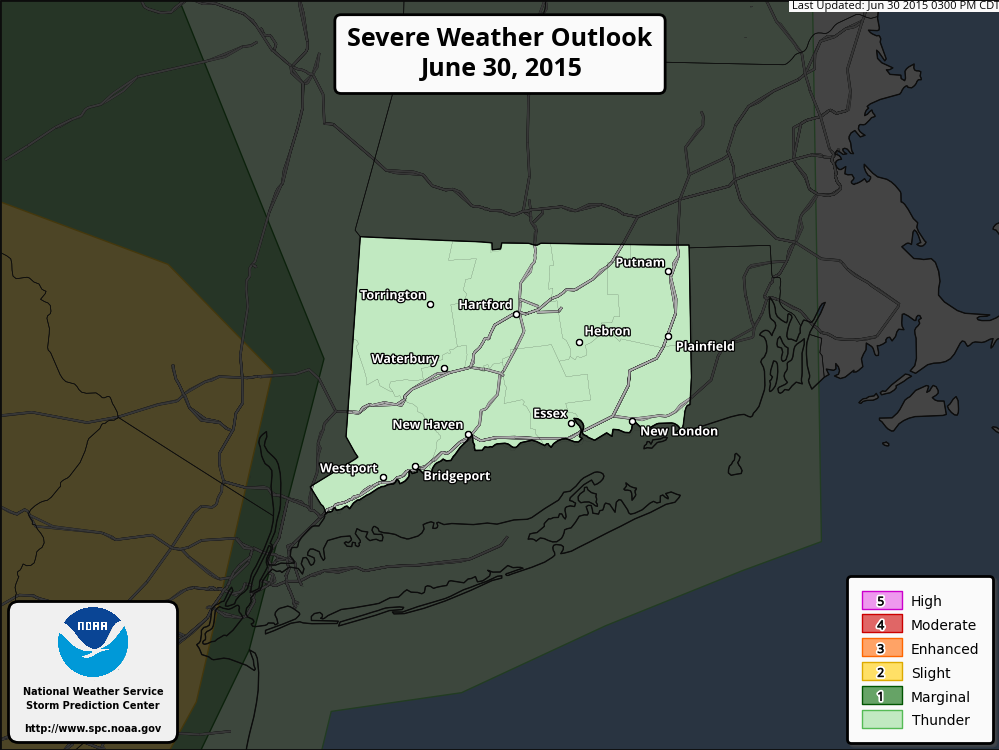 Last Updated: Jun 30 2015 0300 PM CDT
Severe Weather Outlook
June 30, 2015
Putnam
Torrington
Hartford
Hebron
Plainfield
Waterbury
Essex
New Haven
New London
Westport
Bridgeport
NOAA
National Weather Service
Storm Prediction Center
http://www.spc.noaa.gov
5 High
4 Moderate
3 Enhanced
2 Slight
1 Marginal
Thunder